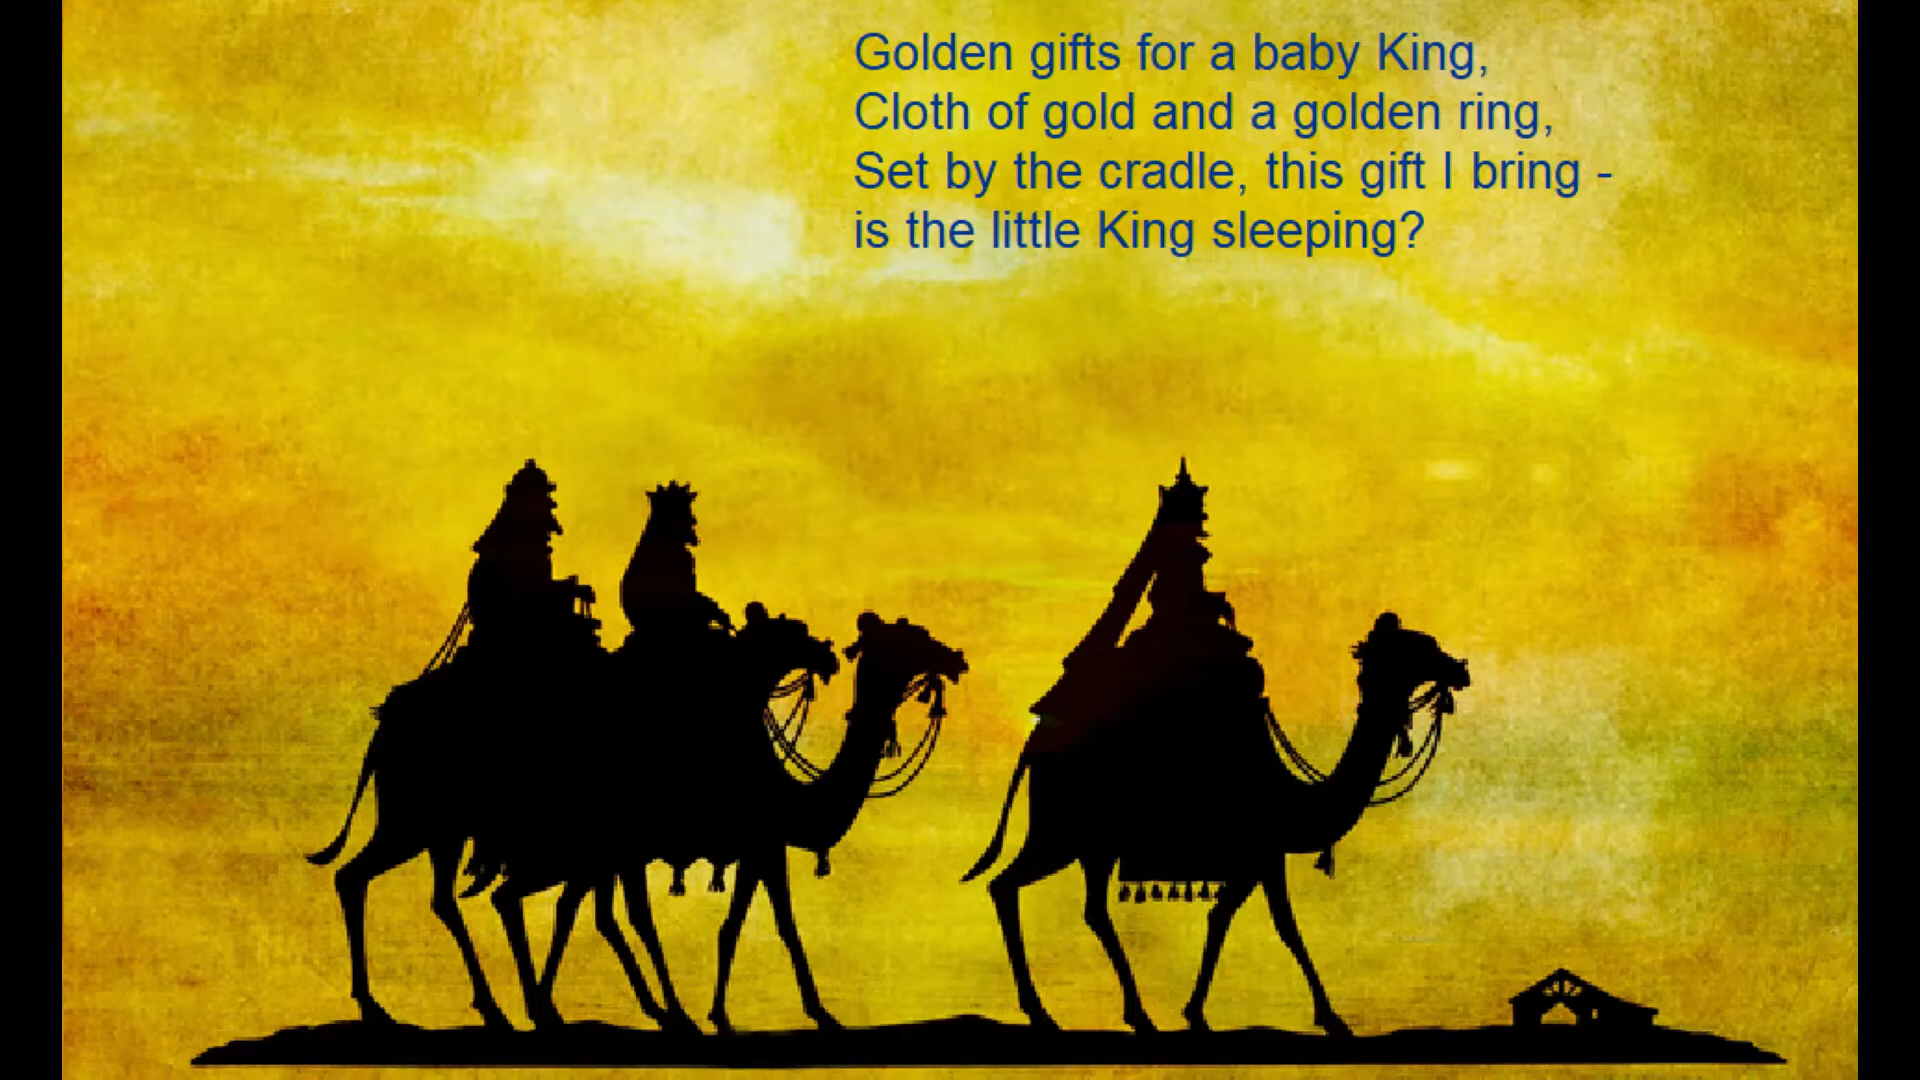 Golden gifts for a baby King,
Cloth of gold and a golden ring,
Set by the cradle, this gift I bring -
is the little King sleeping?